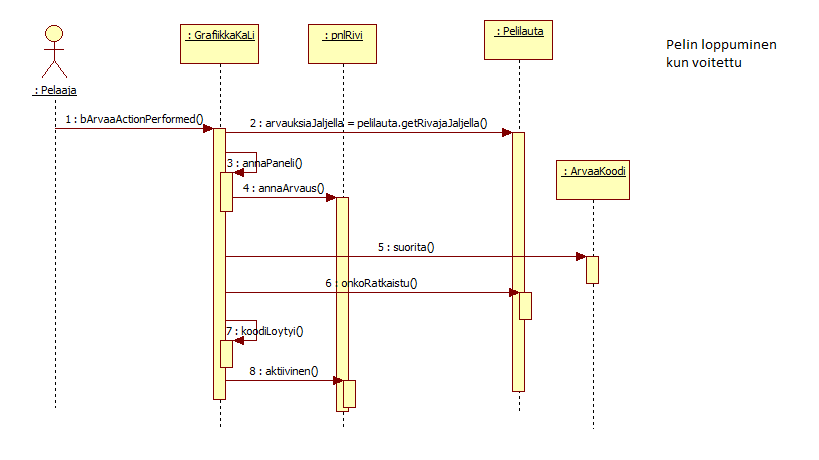 : GrafiikkaKaLi
: pnlRivi
: Pelilauta
Pelin loppuminen
kun voitettu
: Pelaaja
1 : bArvaaActionPerformed()
2 : arvauksiaJaljella = pelilauta.getRivajaJaljella()
3 : annaPaneli()
: ArvaaKoodi
4 : annaArvaus()
5 : suorita()
6 : onkoRatkaistu()
7 : koodiLoytyi()
8 : aktiivinen()